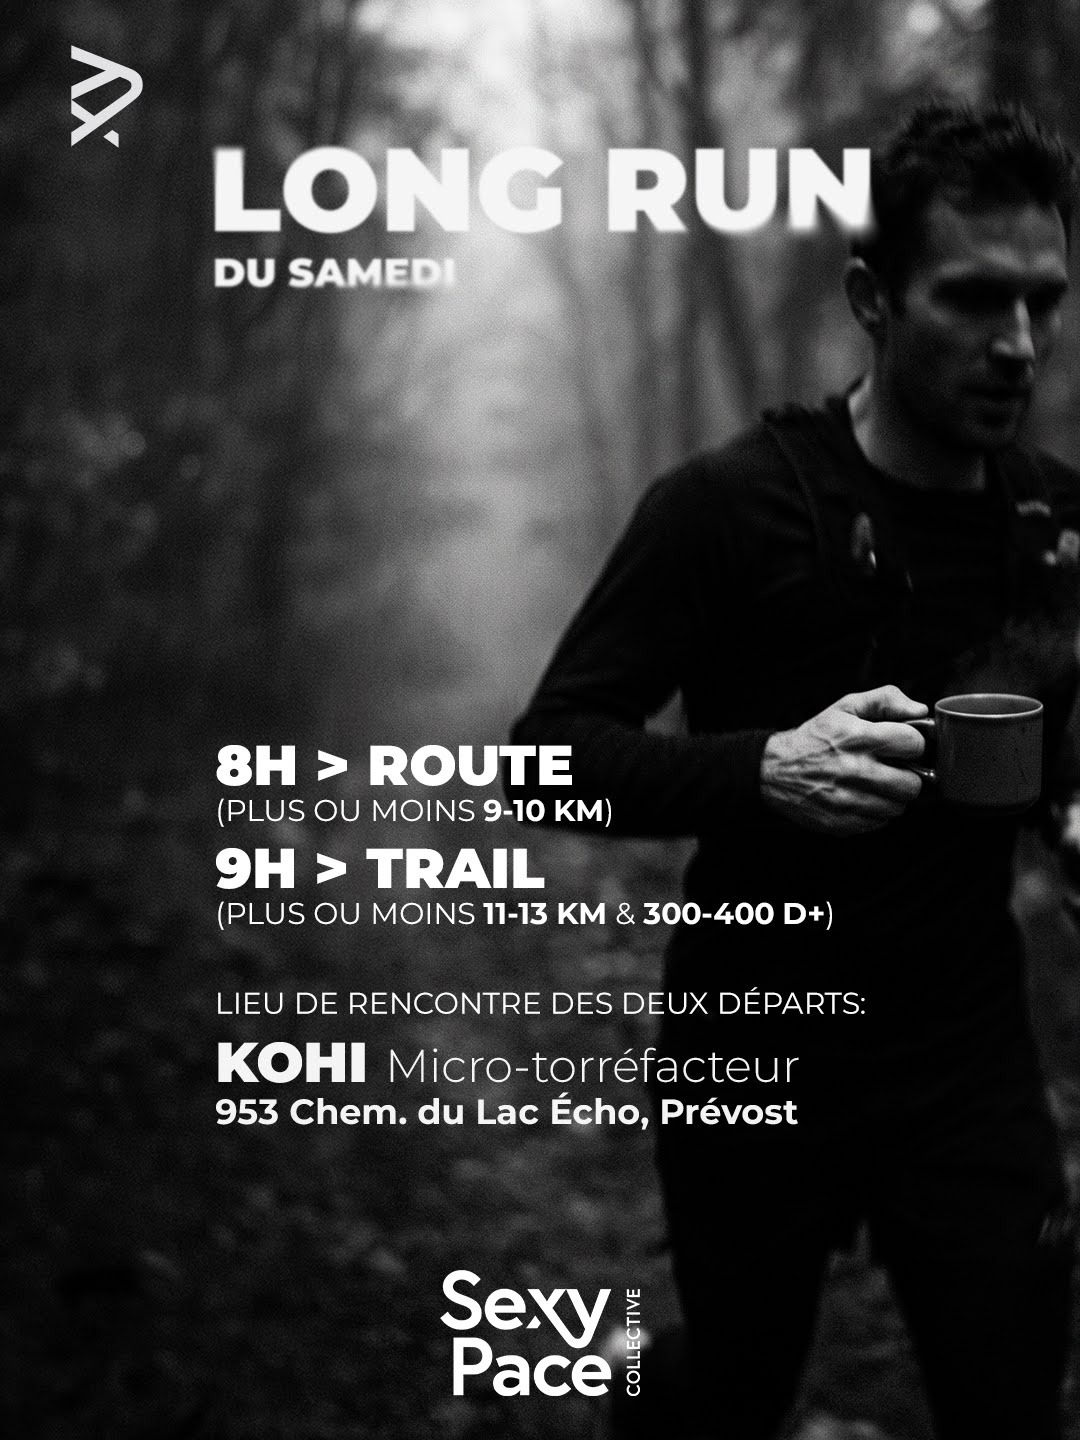 LONG RUN
DU SAMEDI
8H > ROUTE
(PLUS OU MOINS 9-10 KM)
9H > TRAIL
(PLUS OU MOINS 11-13 KM & 300-400 D+)
LIEU DE RENCONTRE DES DEUX DÉPARTS:
KOHI Micro-torréfacteur
953 Chem. du Lac Écho, Prévost
Sexy
Pace
COLLECTIVE